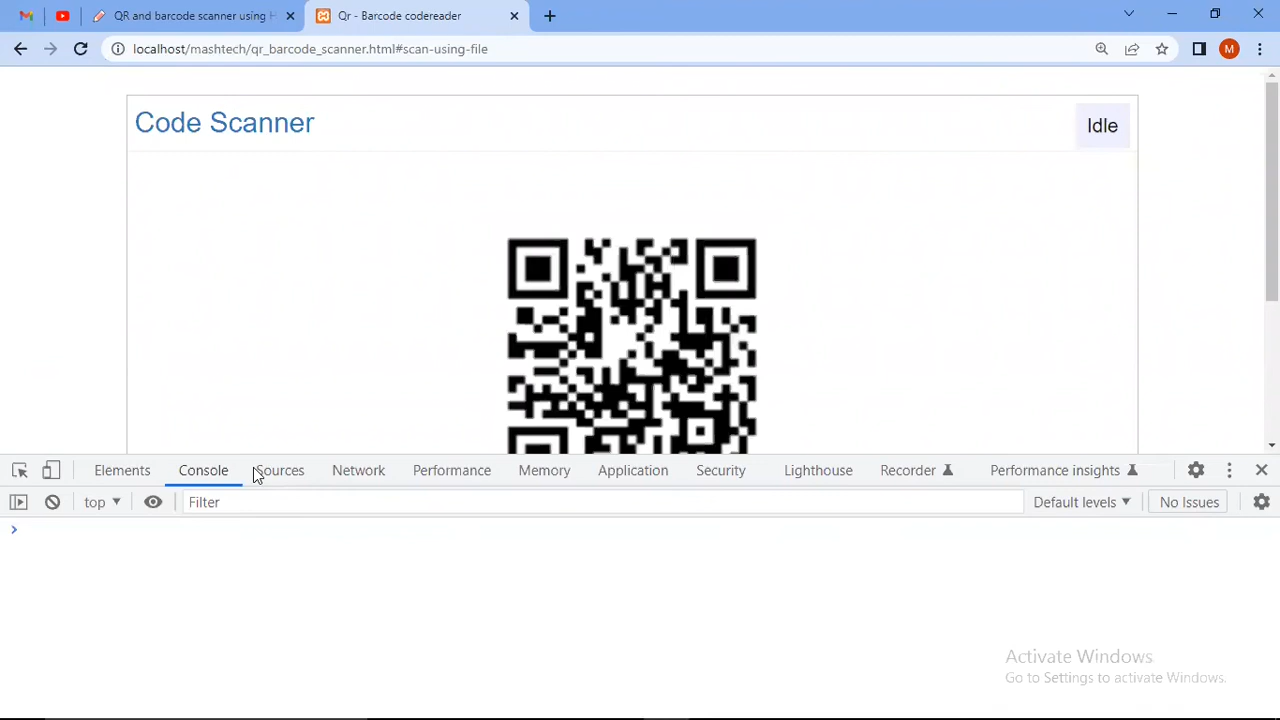 QR and barcode scanner using H
Qr - Barcode codereader
localhost/mashtech/qr_barcode_scanner.html#scan-using-file
M
Code Scanner
Idle
Elements
Console
Sources
Network
Performance
Memory
Application
Security
Lighthouse
Recorder
Performance insights
top
Filter
Default levels
No Issues
Activate Windows
Go to Settings to activate Windows.